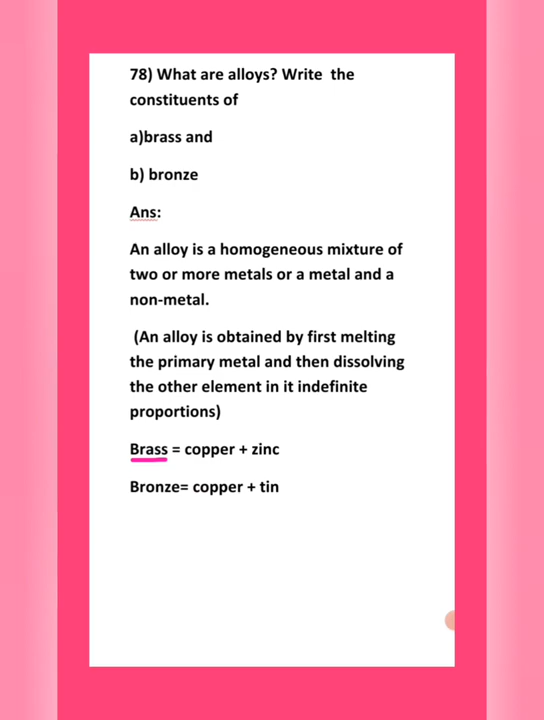 78) What are alloys? Write the
constituents of
a)brass and
b) bronze
Ans:
An alloy is a homogeneous mixture of
two or more metals or a metal and a
non-metal.
(An alloy is obtained by first melting
the primary metal and then dissolving
the other element in it indefinite
proportions)
Brass = copper + zinc
Bronze= copper + tin